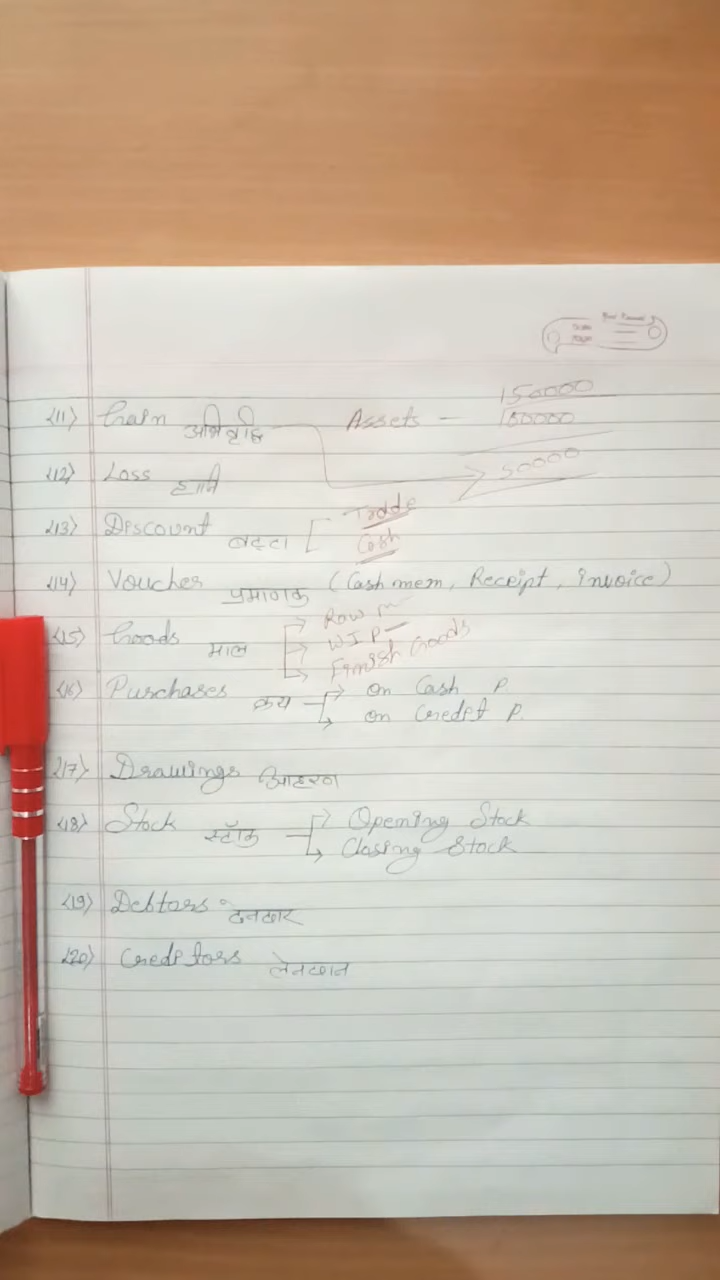 150000
<11> Gain अभिवृद्धि Assets - 100000
50000
<12> Loss हानि
<13> Discount बट्टा [ Trade
Cash
<14> Voucher प्रमाणक (Cash mem, Receipt, invoice)
<15> Goods माल → Row m
→ W.I.P
→ Finish Goods
<16> Purchases क्रय → on Cash P.
→ on Credit P.
<17> Drawings आहरण
<18> Stock स्टॉक → Opening Stock
→ Closing Stock
<19> Debtors देनदार
<20> Creditors लेनदान